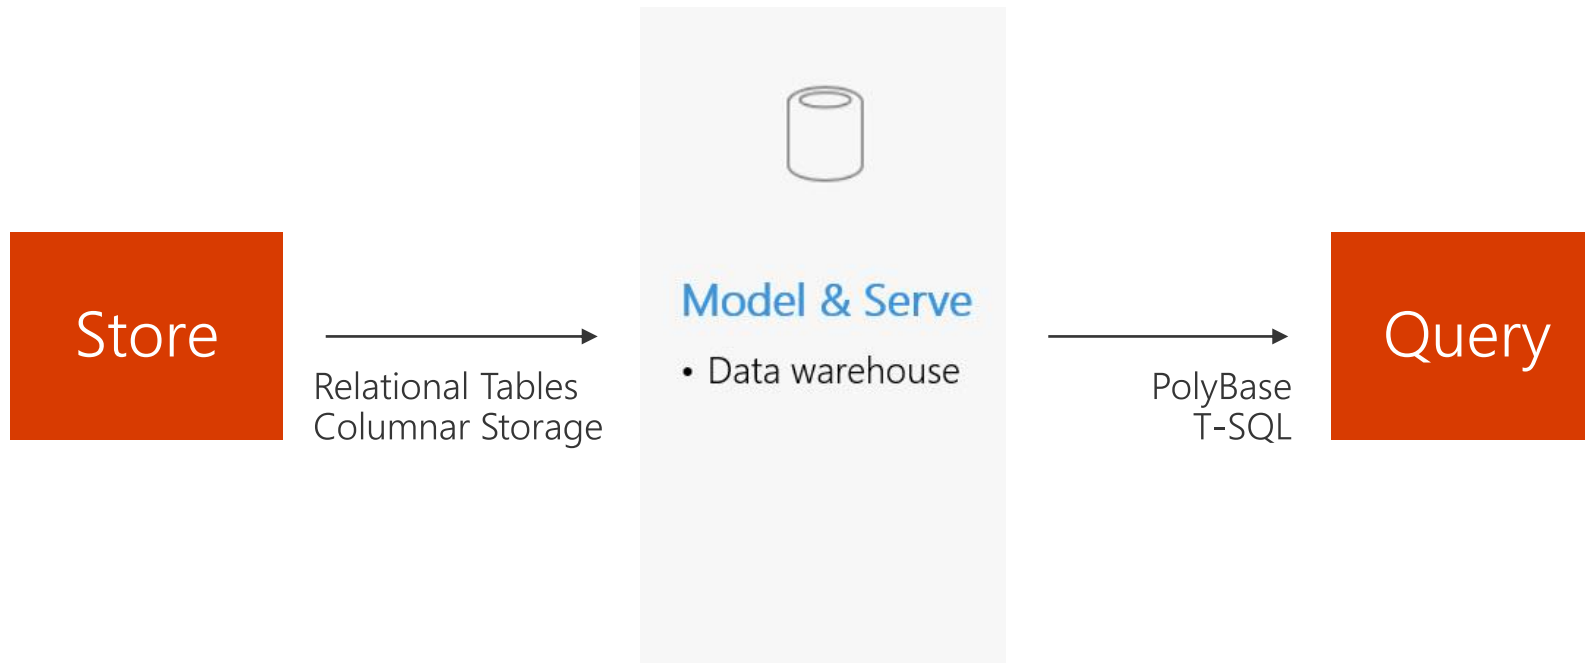 Store
Relational Tables
Columnar Storage
Model & Serve
• Data warehouse
PolyBase
T-SQL
Query